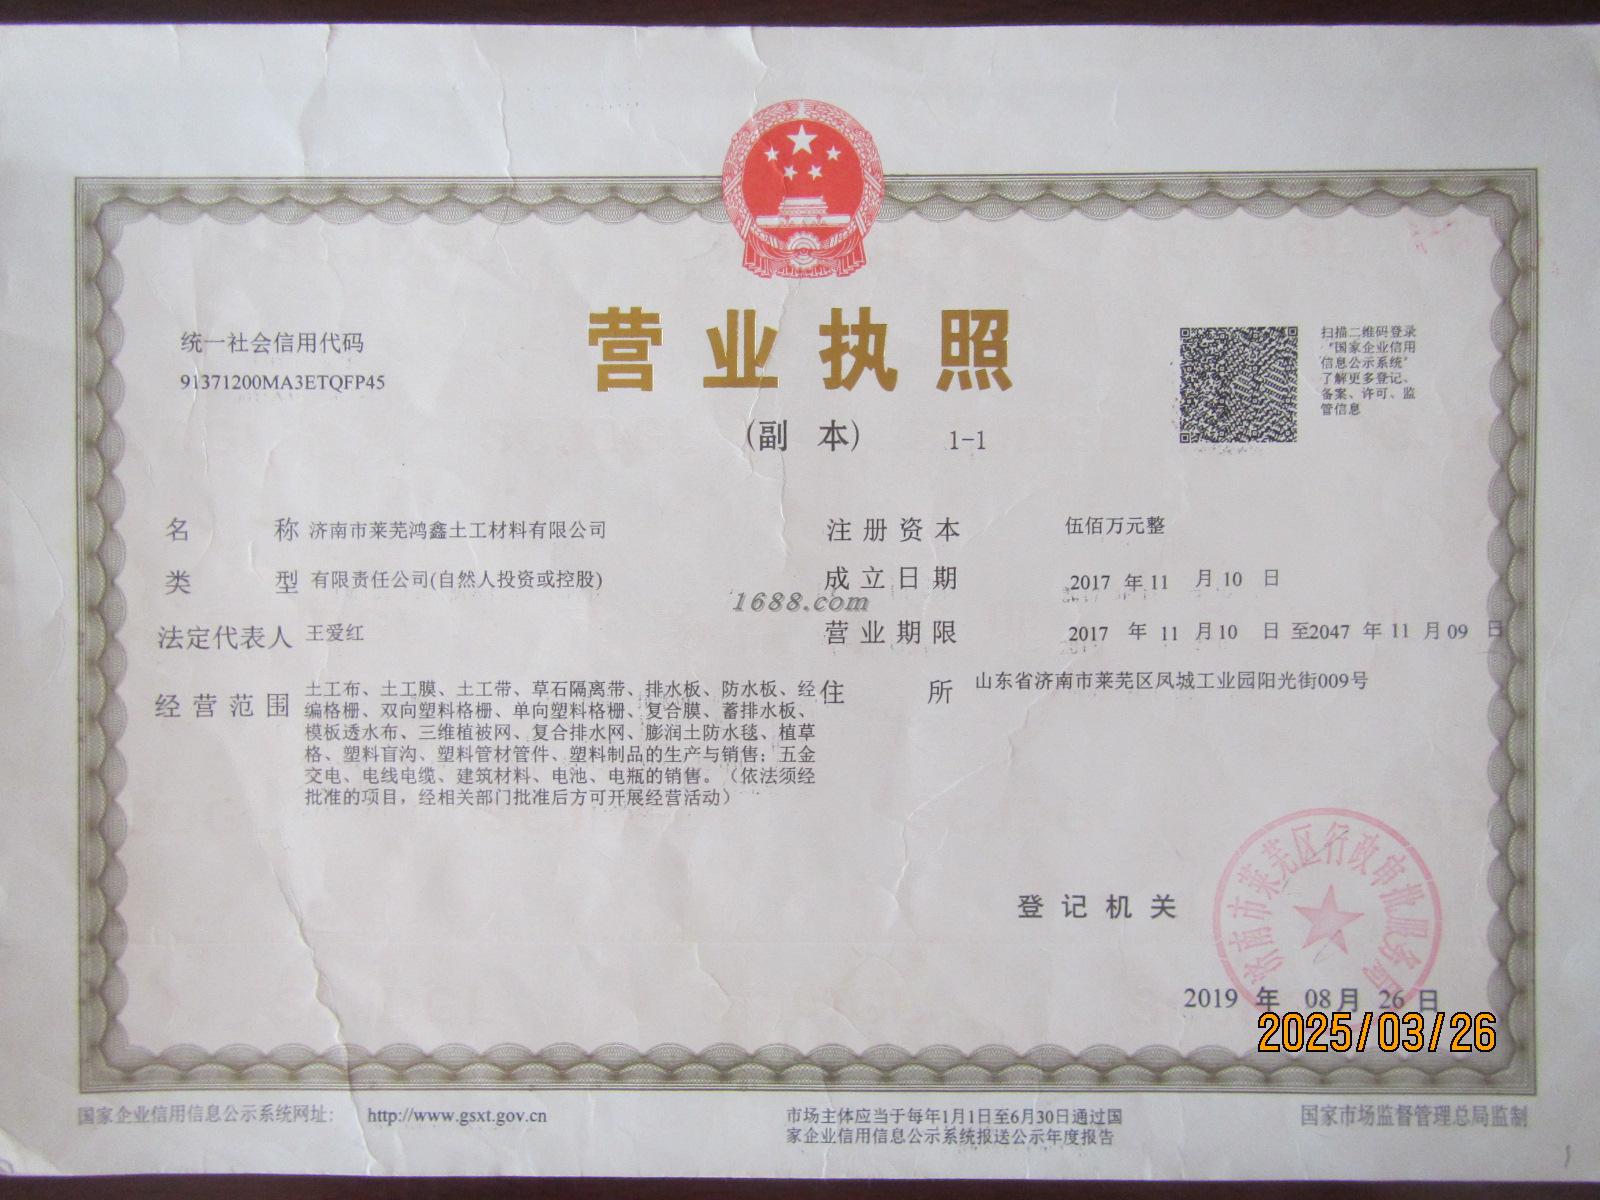 统一社会信用代码
91371200MA3ETQFP45
营业执照
(副 本) 1-1
扫描二维码登录
“国家企业信用
信息公示系统”
了解更多登记、
备案、许可、监
管信息
名 称 济南市莱芜鸿鑫土工材料有限公司
类 型 有限责任公司(自然人投资或控股)
法定代表人 王爱红
经营范围 土工布、土工膜、土工带、草石隔离带、排水板、防水板、经
编格栅、双向塑料格栅、单向塑料格栅、复合膜、蓄排水板、
模板透水布、三维植被网、复合排水网、膨润土防水毯、植草
格、塑料盲沟、塑料管材管件、塑料制品的生产与销售；五金
交电、电线电缆、建筑材料、电池、电瓶的销售。（依法须经
批准的项目，经相关部门批准后方可开展经营活动）
注册资本 伍佰万元整
成立日期 2017 年 11 月 10 日
营业期限 2017 年 11 月 10 日 至2047 年 11 月 09 日
住 所 山东省济南市莱芜区凤城工业园阳光街009号
1688.com
登记机关
济南市莱芜区行政审批服务局
2019 年 08 月 26 日
2025/03/26
国家企业信用信息公示系统网址： http://www.gsxt.gov.cn
市场主体应当于每年1月1日至6月30日通过国
家企业信用信息公示系统报送公示年度报告
国家市场监督管理总局监制